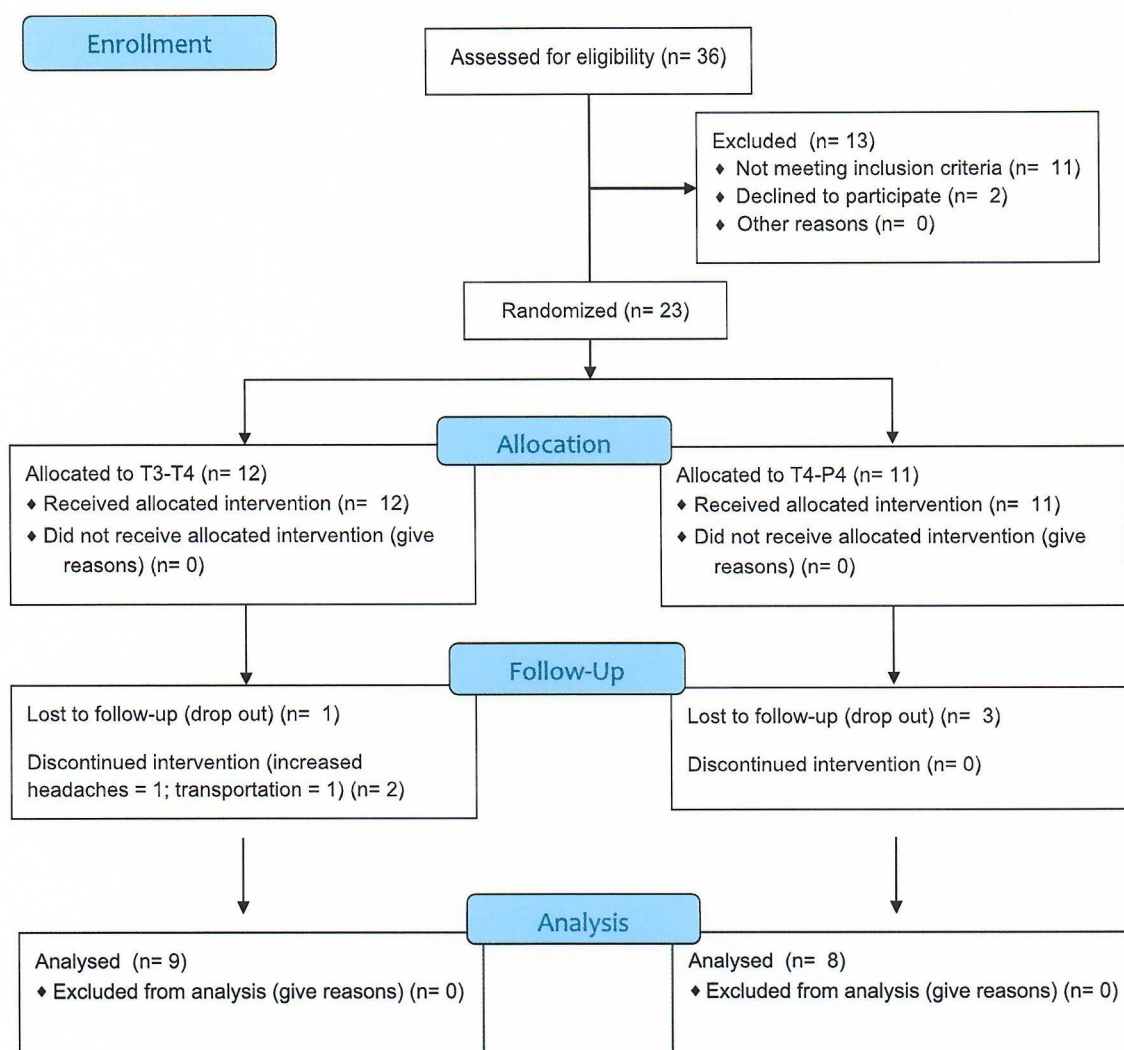 Enrollment
Assessed for eligibility (n= 36)
Excluded (n= 13)
♦ Not meeting inclusion criteria (n= 11)
♦ Declined to participate (n= 2)
♦ Other reasons (n= 0)
Randomized (n= 23)
Allocation
Allocated to T3-T4 (n= 12)
♦ Received allocated intervention (n= 12)
♦ Did not receive allocated intervention (give
reasons) (n= 0)
Allocated to T4-P4 (n= 11)
♦ Received allocated intervention (n= 11)
♦ Did not receive allocated intervention (give
reasons) (n= 0)
Follow-Up
Lost to follow-up (drop out) (n= 1)
Discontinued intervention (increased
headaches = 1; transportation = 1) (n= 2)
Lost to follow-up (drop out) (n= 3)
Discontinued intervention (n= 0)
Analysis
Analysed (n= 9)
♦ Excluded from analysis (give reasons) (n= 0)
Analysed (n= 8)
♦ Excluded from analysis (give reasons) (n= 0)